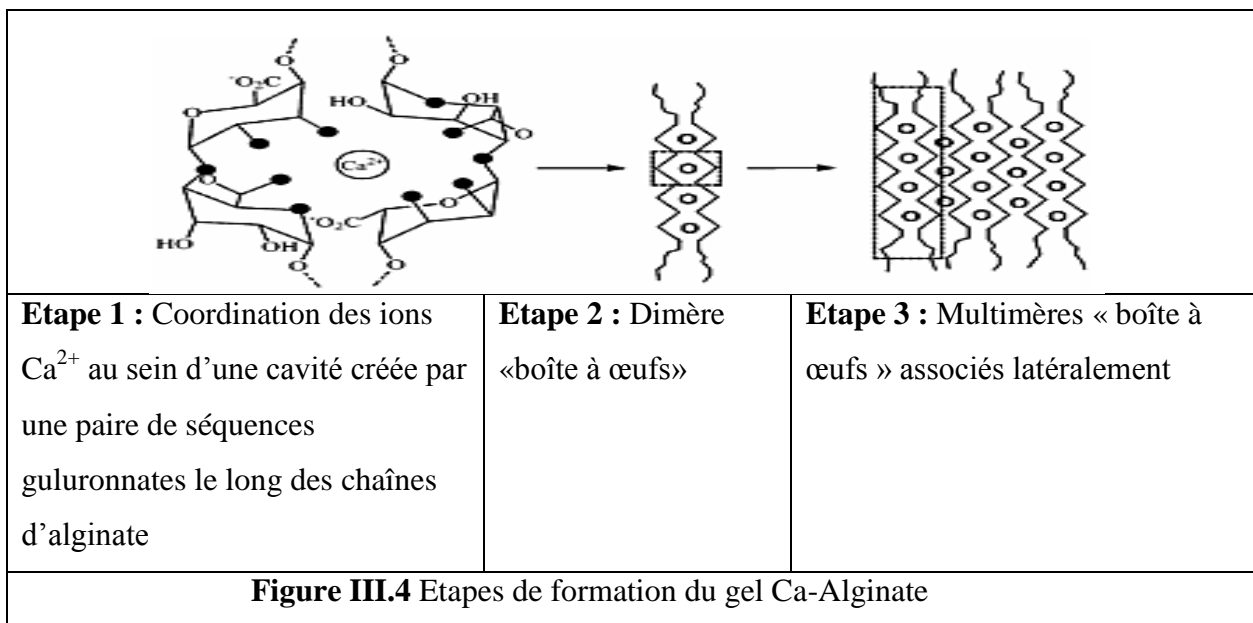 O
O
⁻O₂C
HO
OH
O
O
Ca²⁺
O
⁻O₂C
O
HO
OH
O
O
Etape 1 : Coordination des ions
Ca²⁺ au sein d’une cavité créée par
une paire de séquences
guluronnates le long des chaînes
d’alginate
Etape 2 : Dimère
«boîte à œufs»
Etape 3 : Multimères « boîte à
œufs » associés latéralement
Figure III.4 Etapes de formation du gel Ca-Alginate